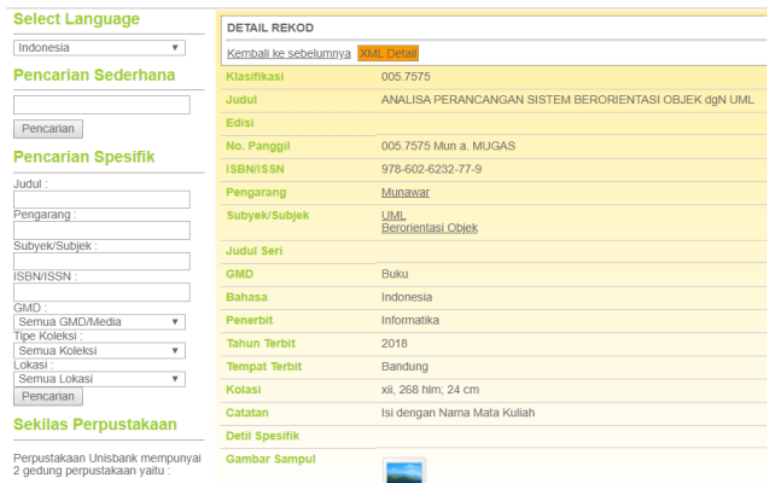 Select Language
Indonesia
Pencarian Sederhana
Pencarian
Pencarian Spesifik
Judul :
Pengarang :
Subyek/Subjek :
ISBN/ISSN :
GMD :
Semua GMD/Media
Tipe Koleksi :
Semua Koleksi
Lokasi :
Semua Lokasi
Pencarian
Sekilas Perpustakaan
Perpustakaan Unisbank mempunyai
2 gedung perpustakaan yaitu :
DETAIL REKOD
Kembali ke sebelumnya XML Detail
Klasifikasi 005.7575
Judul ANALISA PERANCANGAN SISTEM BERORIENTASI OBJEK dgN UML
Edisi
No. Panggil 005.7575 Mun a. MUGAS
ISBN/ISSN 978-602-6232-77-9
Pengarang Munawar
Subyek/Subjek UML
Berorientasi Objek
Judul Seri
GMD Buku
Bahasa Indonesia
Penerbit Informatika
Tahun Terbit 2018
Tempat Terbit Bandung
Kolasi xii, 268 hlm; 24 cm
Catatan Isi dengan Nama Mata Kuliah
Detil Spesifik
Gambar Sampul